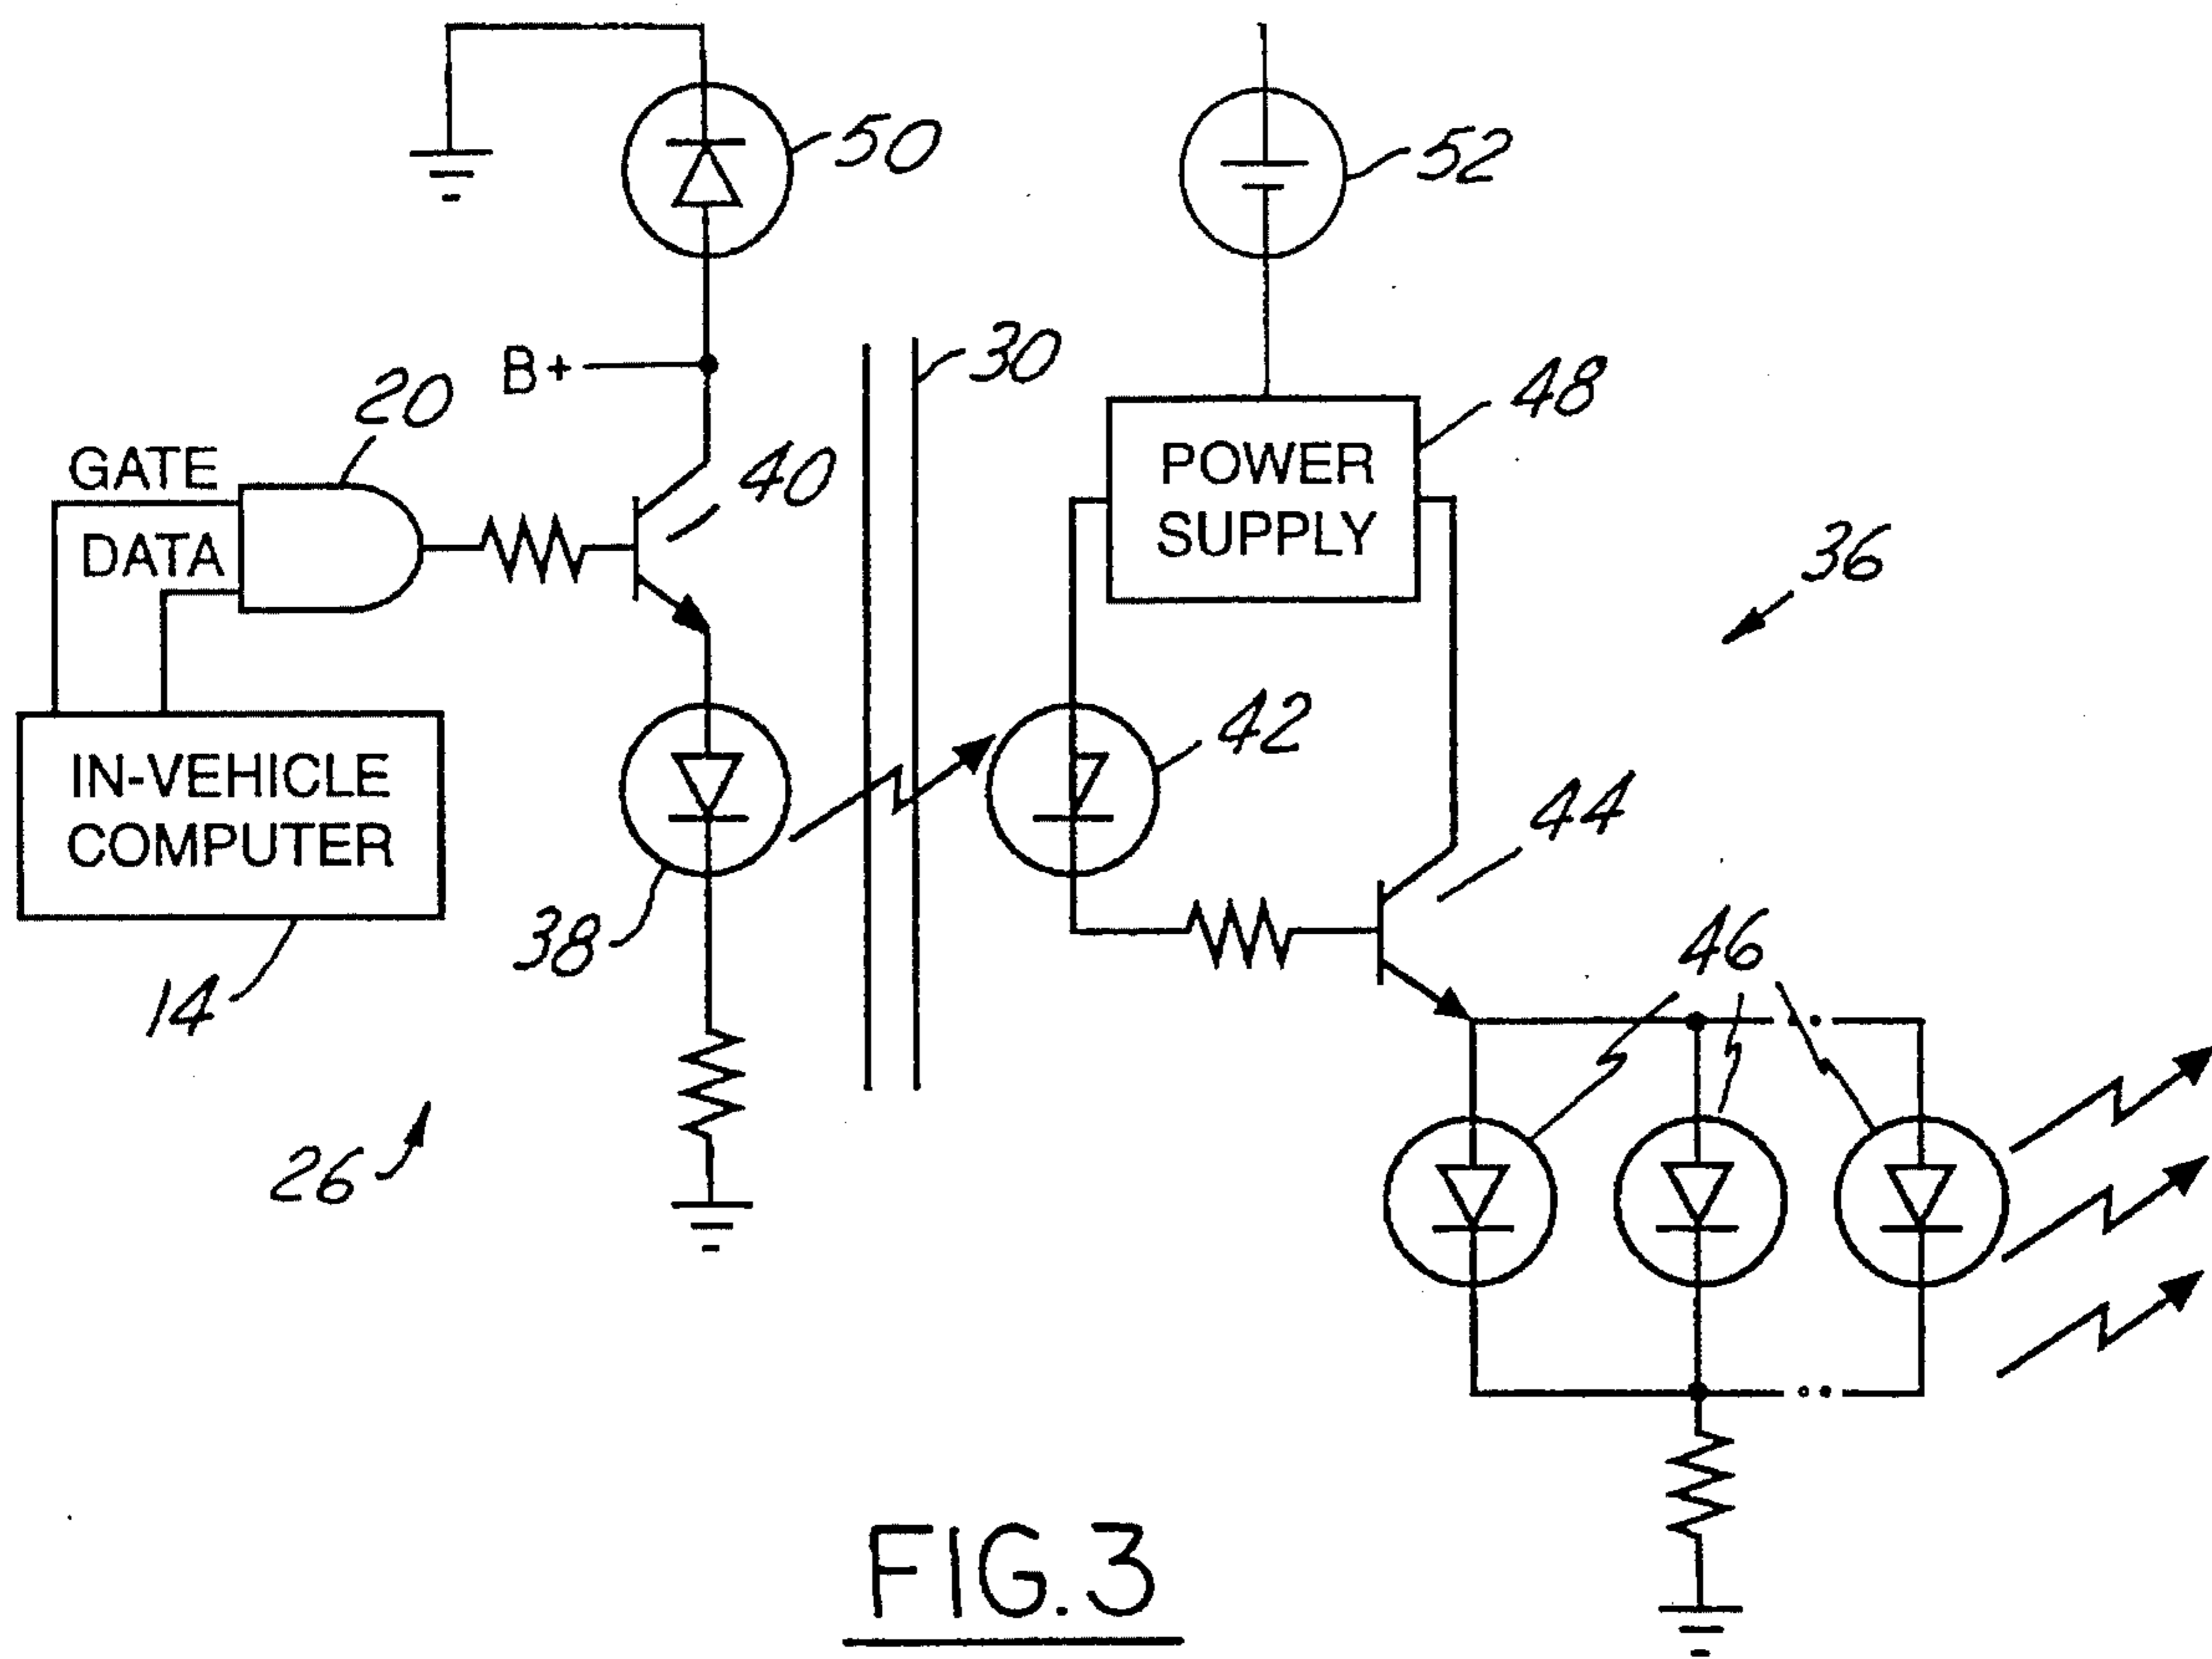 50
52
B+
30
20
48
GATE
40
POWER
DATA
SUPPLY
36
IN-VEHICLE
COMPUTER
42
44
38
46
14
26
FIG.3